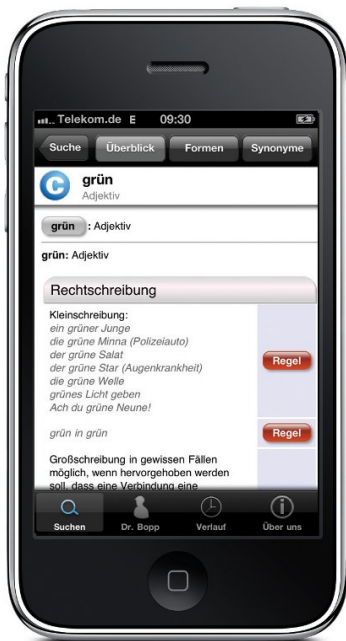 Telekom.de E 09:30
Suche Überblick Formen Synonyme
C grün
Adjektiv
grün : Adjektiv
grün: Adjektiv
Rechtschreibung
Kleinschreibung:
ein grüner Junge
die grüne Minna (Polizeiauto)
der grüne Salat
der grüne Star (Augenkrankheit)
Regel
die grüne Welle
grünes Licht geben
Ach du grüne Neune!
grün in grün Regel
Großschreibung in gewissen Fällen
möglich, wenn hervorgehoben werden
soll, dass eine Verbindung eine
Suchen Dr. Bopp Verlauf Über uns